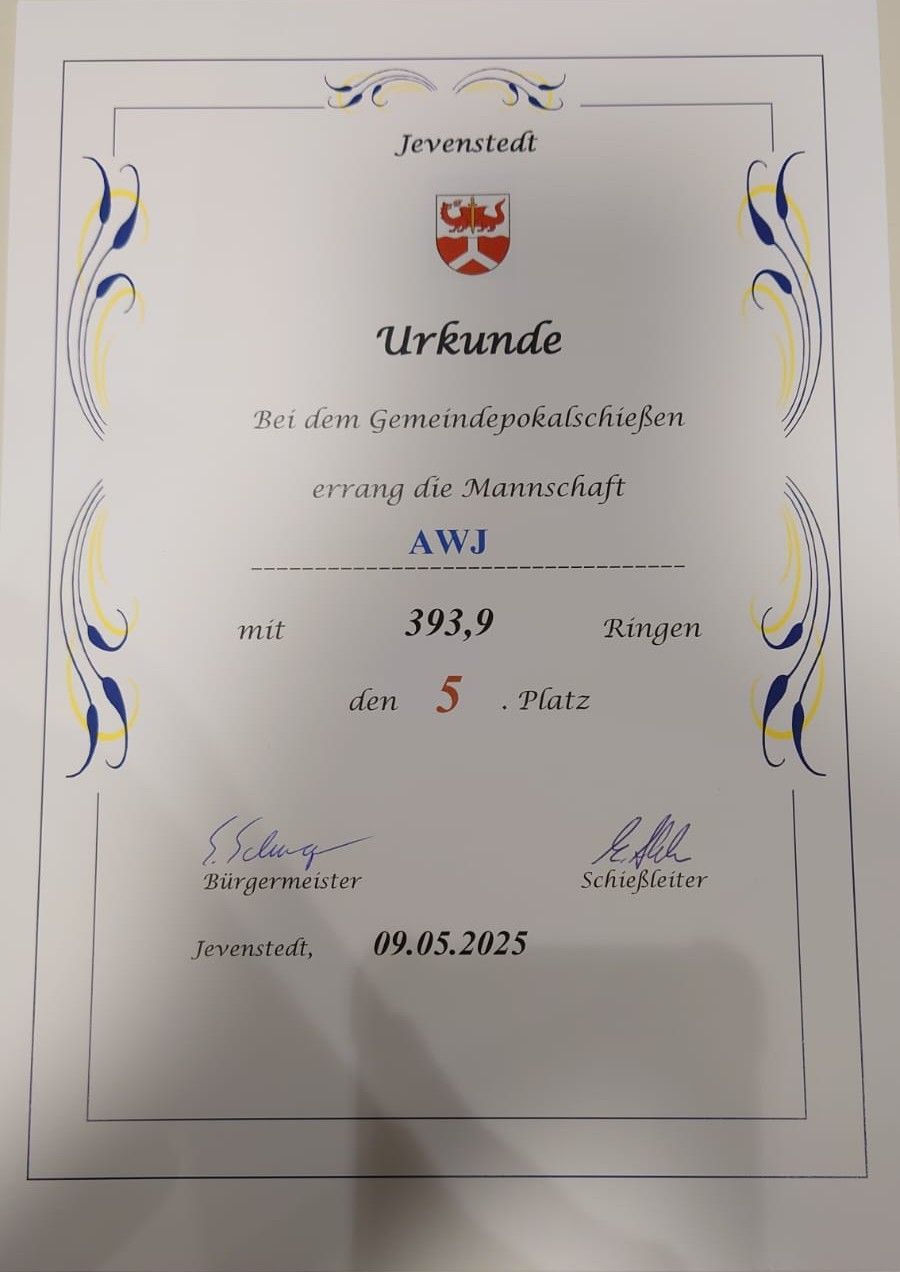 Jevenstedt
Urkunde
Bei dem Gemeindepokalschießen
errang die Mannschaft
AWJ
mit 393,9 Ringen
den 5 . Platz
Bürgermeister Schießleiter
Jevenstedt, 09.05.2025